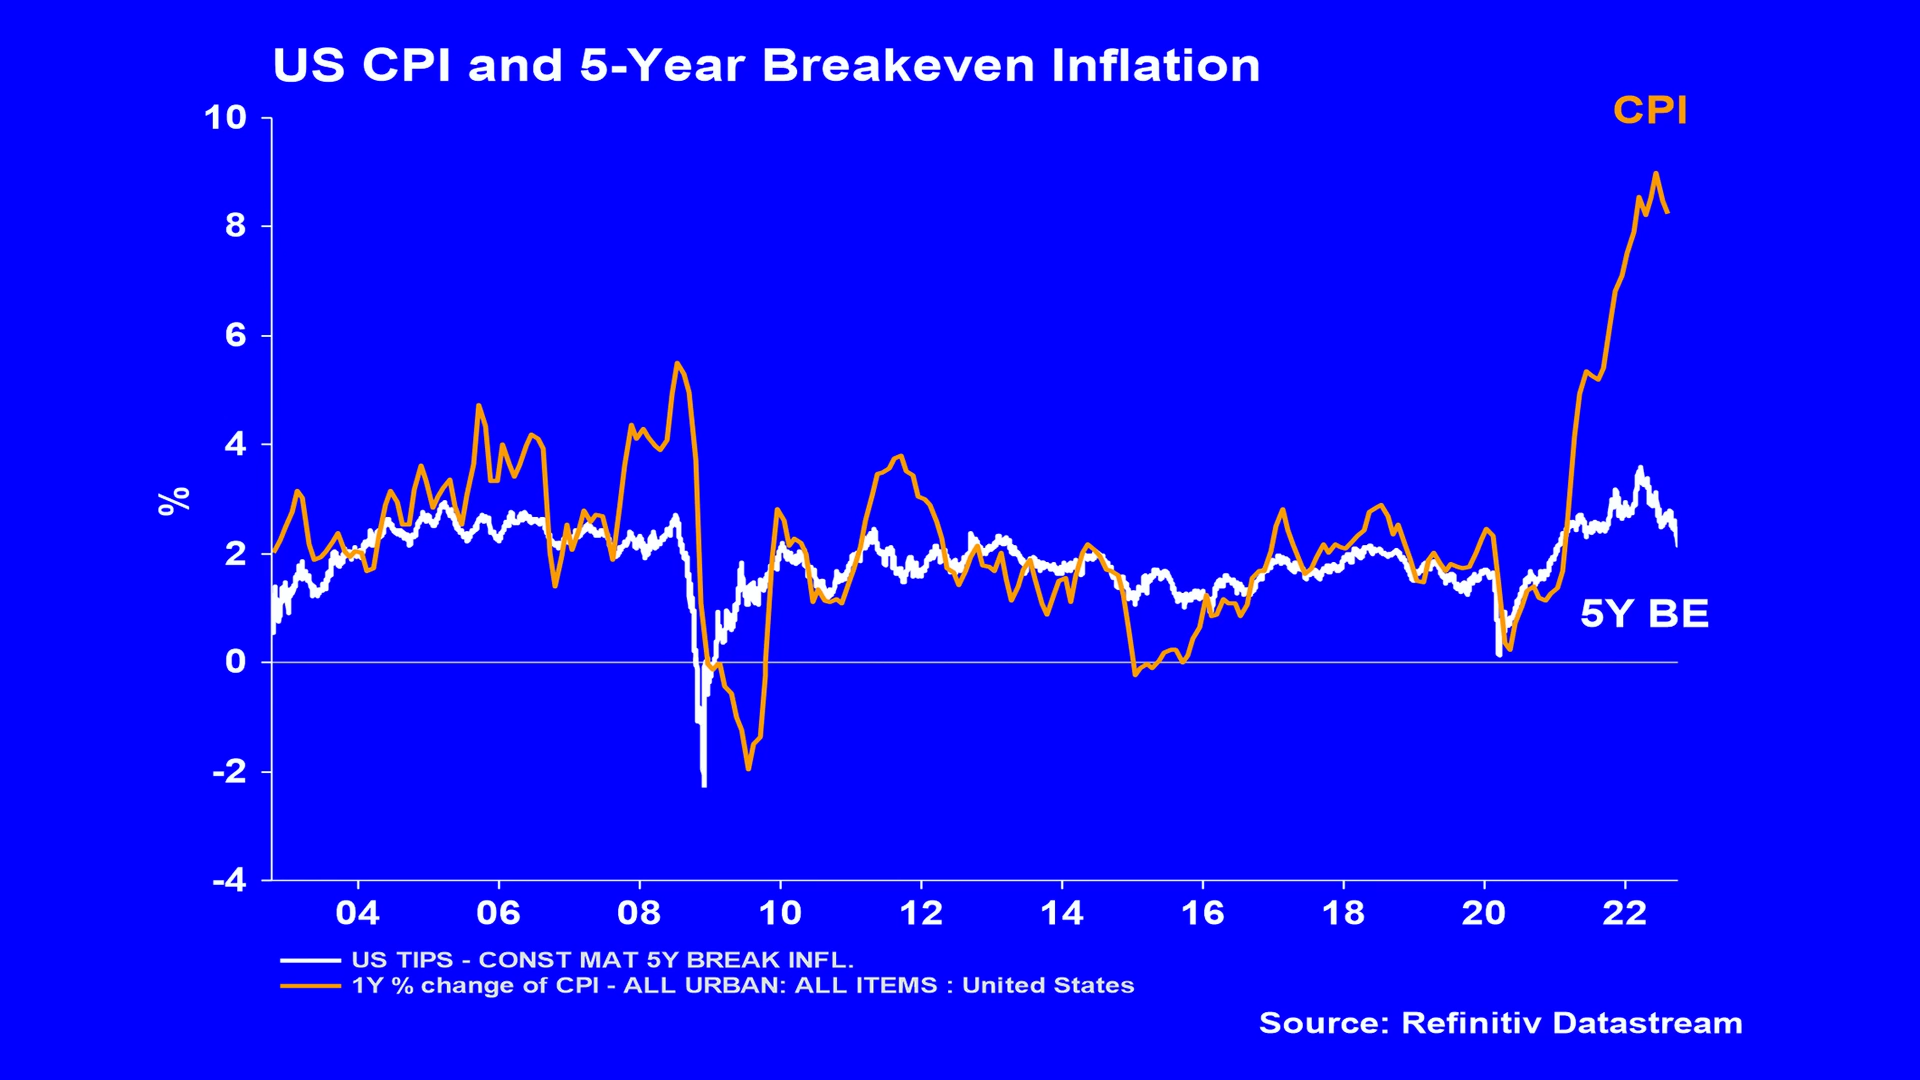 US CPI and 5-Year Breakeven Inflation
CPI
10
8
6
4
2
0
-2
-4
%
5Y BE
04 06 08 10 12 14 16 18 20 22
US TIPS - CONST MAT 5Y BREAK INFL.
1Y % change of CPI - ALL URBAN: ALL ITEMS : United States
Source: Refinitiv Datastream